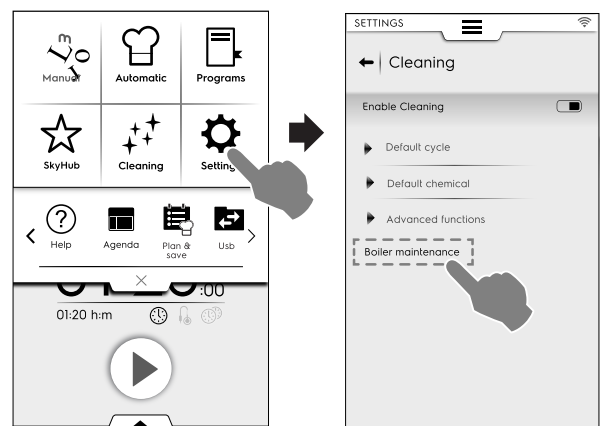 Manual
Automatic
Programs
SkyHub
Cleaning
Setting
Help
Agenda
Plan &
save
Usb
:00
01:20 h:m
SETTINGS
Cleaning
Enable Cleaning
Default cycle
Default chemical
Advanced functions
Boiler maintenance